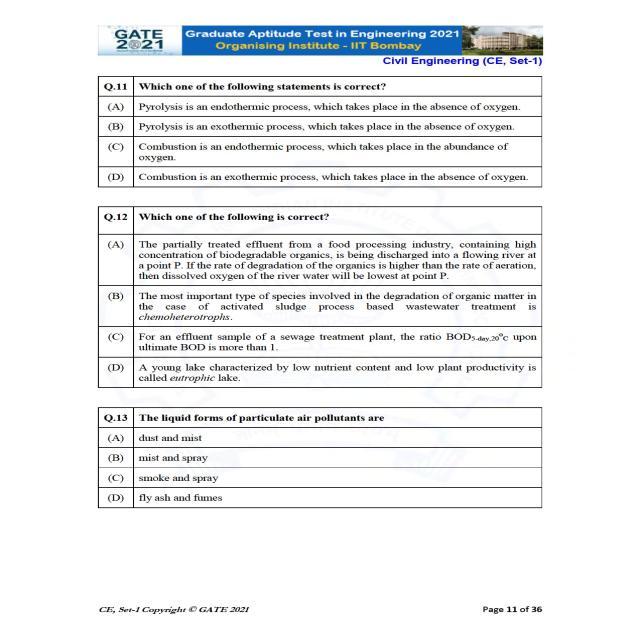 GATE
2021
Graduate Aptitude Test in Engineering 2021
Organising Institute - IIT Bombay
Civil Engineering (CE, Set-1)
Q.11 Which one of the following statements is correct?
(A) Pyrolysis is an endothermic process, which takes place in the absence of oxygen.
(B) Pyrolysis is an exothermic process, which takes place in the absence of oxygen.
(C) Combustion is an endothermic process, which takes place in the abundance of
oxygen.
(D) Combustion is an exothermic process, which takes place in the absence of oxygen.
Q.12 Which one of the following is correct?
(A) The partially treated effluent from a food processing industry, containing high
concentration of biodegradable organics, is being discharged into a flowing river at
a point P. If the rate of degradation of the organics is higher than the rate of aeration,
then dissolved oxygen of the river water will be lowest at point P.
(B) The most important type of species involved in the degradation of organic matter in
the case of activated sludge process based wastewater treatment is
chemoheterotrophs.
(C) For an effluent sample of a sewage treatment plant, the ratio BOD5-day,20°C upon
ultimate BOD is more than 1.
(D) A young lake characterized by low nutrient content and low plant productivity is
called eutrophic lake.
Q.13 The liquid forms of particulate air pollutants are
(A) dust and mist
(B) mist and spray
(C) smoke and spray
(D) fly ash and fumes
CE, Set-1 Copyright © GATE 2021
Page 11 of 36